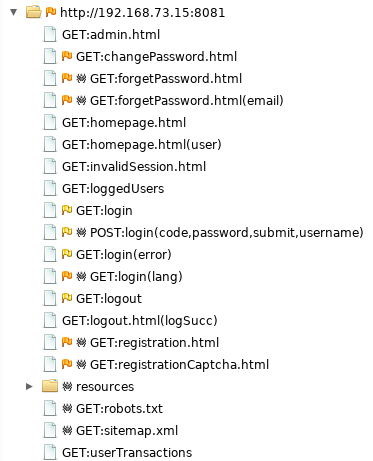 http://192.168.73.15:8081
GET:admin.html
GET:changePassword.html
GET:forgetPassword.html
GET:forgetPassword.html(email)
GET:homepage.html
GET:homepage.html(user)
GET:invalidSession.html
GET:loggedUsers
GET:login
POST:login(code,password,submit,username)
GET:login(error)
GET:login(lang)
GET:logout
GET:logout.html(logSucc)
GET:registration.html
GET:registrationCaptcha.html
resources
GET:robots.txt
GET:sitemap.xml
GET:userTransactions